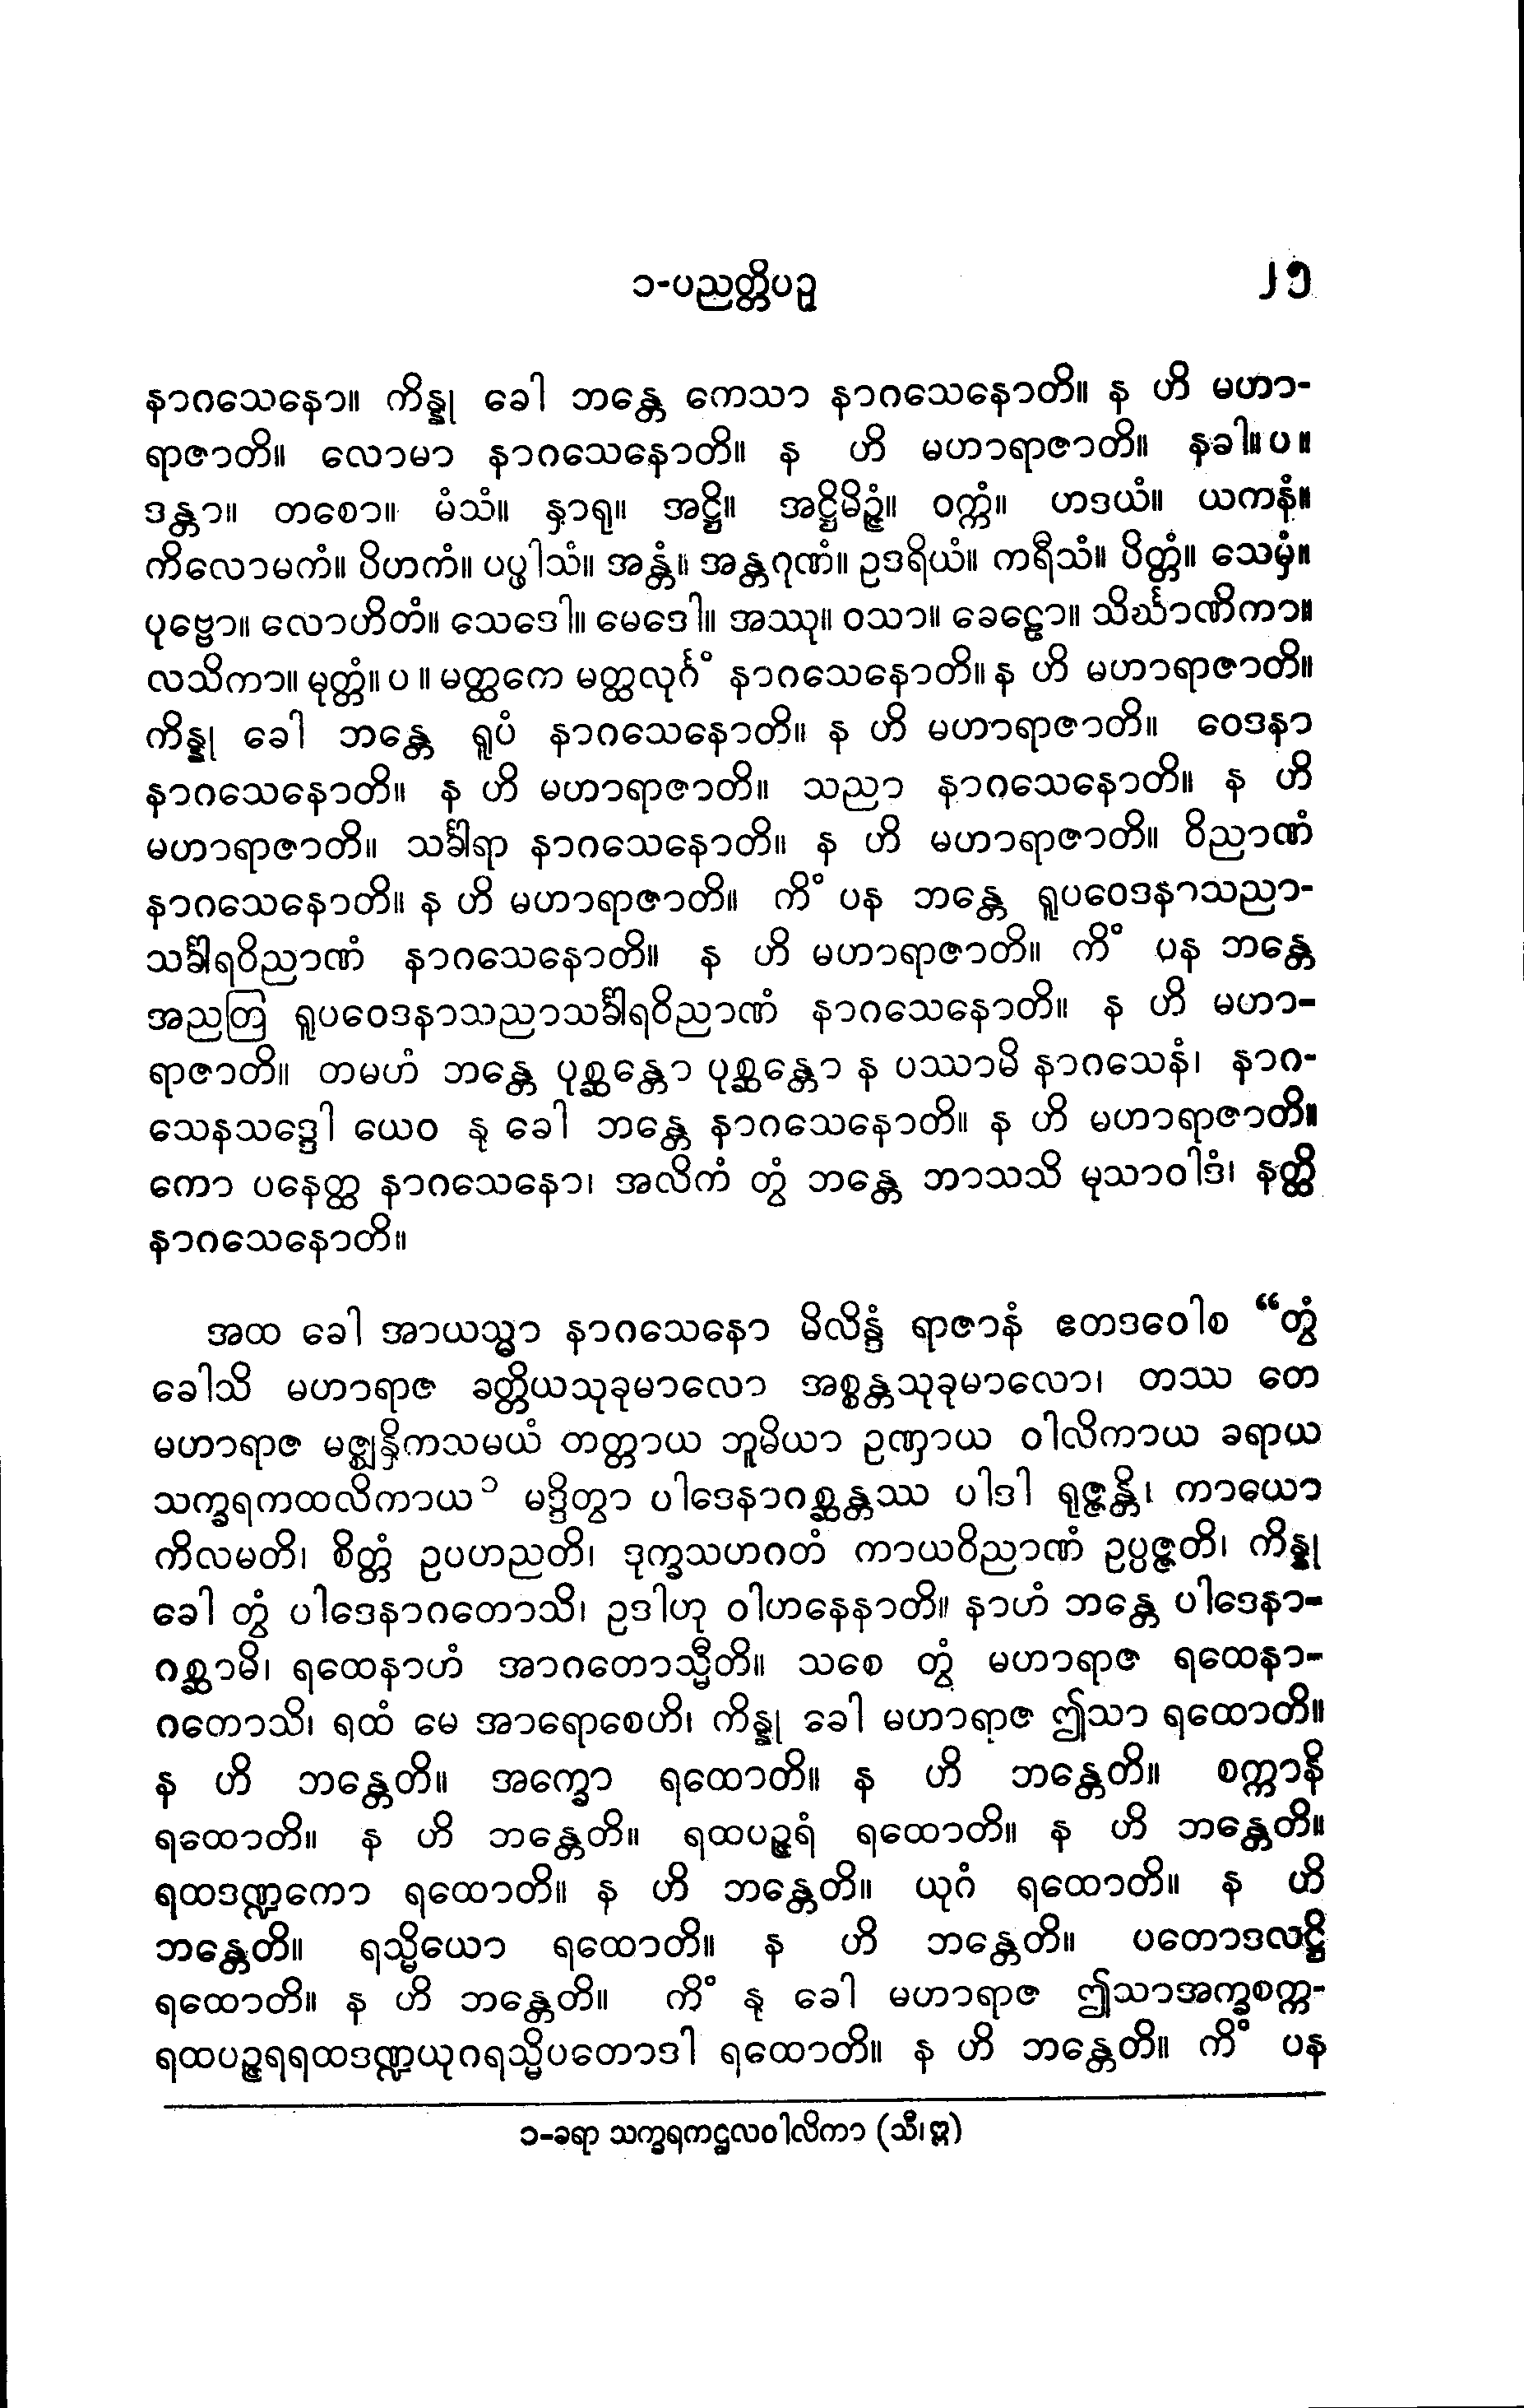 ၁-ပညတ္တိပဉှ ၂၅
နာဂသေနော။ ကိန္နု ခေါ ဘန္တေ ကေသာ နာဂသေနောတိ။ န ဟိ မဟာ-
ရာဇာတိ။ လောမာ နာဂသေနောတိ။ န ဟိ မဟာရာဇာတိ။ နခါ။ပ။
ဒန္တာ။ တစော။ မံသံ။ နှာရု။ အဋ္ဌိ။ အဋ္ဌိမိဉ္ဇံ။ ဝက္ကံ။ ဟဒယံ။ ယကနံ။
ကိလောမကံ။ ပိဟကံ။ ပပ္ဖါသံ။ အန္တံ။ အန္တဂုဏံ။ ဥဒရိယံ။ ကရီသံ။ ပိတ္တံ။ သေမှံ။
ပုဗ္ဗော။ လောဟိတံ။ သေဒေါ။ မေဒေါ။ အဿု။ ဝသာ။ ခေဠော။ သိင်္ဃာဏိကာ။
လသိကာ။ မုတ္တံ။ ပ ။ မတ္ထကေ မတ္ထလုင်္ဂံ နာဂသေနောတိ။ န ဟိ မဟာရာဇာတိ။
ကိန္နု ခေါ ဘန္တေ ရူပံ နာဂသေနောတိ။ န ဟိ မဟာရာဇာတိ။ ဝေဒနာ
နာဂသေနောတိ။ န ဟိ မဟာရာဇာတိ။ သညာ နာဂသေနောတိ။ န ဟိ
မဟာရာဇာတိ။ သင်္ခါရာ နာဂသေနောတိ။ န ဟိ မဟာရာဇာတိ။ ဝိညာဏံ
နာဂသေနောတိ။ န ဟိ မဟာရာဇာတိ။ ကိံ ပန ဘန္တေ ရူပဝေဒနာသညာ-
သင်္ခါရဝိညာဏံ နာဂသေနောတိ။ န ဟိ မဟာရာဇာတိ။ ကိံ ပန ဘန္တေ
အညတြ ရူပဝေဒနာသညာသင်္ခါရဝိညာဏံ နာဂသေနောတိ။ န ဟိ မဟာ-
ရာဇာတိ။ တမဟံ ဘန္တေ ပုစ္ဆန္တော ပုစ္ဆန္တော န ပဿာမိ နာဂသေနံ၊ နာဂ-
သေနသဒ္ဒေါ ယေဝ နု ခေါ ဘန္တေ နာဂသေနောတိ။ န ဟိ မဟာရာဇာတိ။
ကော ပနေတ္ထ နာဂသေနော၊ အလိကံ တွံ ဘန္တေ ဘာသသိ မုသာဝါဒံ၊ နတ္ထိ
နာဂသေနောတိ။
အထ ခေါ အာယသ္မာ နာဂသေနော မိလိန္ဒံ ရာဇာနံ ဧတဒဝေါစ “တွံ
ခေါသိ မဟာရာဇ ခတ္တိယသုခုမာလော အစ္စန္တသုခုမာလော၊ တဿ တေ
မဟာရာဇ မဇ္ဈနှိကသမယံ တတ္တာယ ဘူမိယာ ဥဏှာယ ဝါလိကာယ ခရာယ
သက္ခရကထလိကာယ ၁ မဒ္ဒိတွာ ပါဒေနာဂစ္ဆန္တဿ ပါဒါ ရုဇ္ဇန္တိ၊ ကာယော
ကိလမတိ၊ စိတ္တံ ဥပဟညတိ၊ ဒုက္ခသဟဂတံ ကာယဝိညာဏံ ဥပ္ပဇ္ဇတိ၊ ကိန္နု
ခေါ တွံ ပါဒေနာဂတောသိ၊ ဥဒါဟု ဝါဟနေနာတိ။ နာဟံ ဘန္တေ ပါဒေနာ-
ဂစ္ဆာမိ၊ ရထေနာဟံ အာဂတောသ္မီတိ။ သစေ တွံ မဟာရာဇ ရထေနာ-
ဂတောသိ၊ ရထံ မေ အာရောစေဟိ၊ ကိန္နု ခေါ မဟာရာဇ ဤသာ ရထောတိ။
န ဟိ ဘန္တေတိ။ အက္ခော ရထောတိ။ န ဟိ ဘန္တေတိ။ စက္ကာနိ
ရထောတိ။ န ဟိ ဘန္တေတိ။ ရထပဉ္ဇရံ ရထောတိ။ န ဟိ ဘန္တေတိ။
ရထဒဏ္ဍကော ရထောတိ။ န ဟိ ဘန္တေတိ။ ယုဂံ ရထောတိ။ န ဟိ
ဘန္တေတိ။ ရသ္မိယော ရထောတိ။ န ဟိ ဘန္တေတိ။ ပတောဒလဋ္ဌိ
ရထောတိ။ န ဟိ ဘန္တေတိ။ ကိံ နု ခေါ မဟာရာဇ ဤသာအက္ခစက္က-
ရထပဉ္ဇရရထဒဏ္ဍယုဂရသ္မိပတောဒါ ရထောတိ။ န ဟိ ဘန္တေတိ။ ကိံ ပန
၁-ခရာ သက္ခရကဌလဝါလိကာ (သီ၊ဣ)